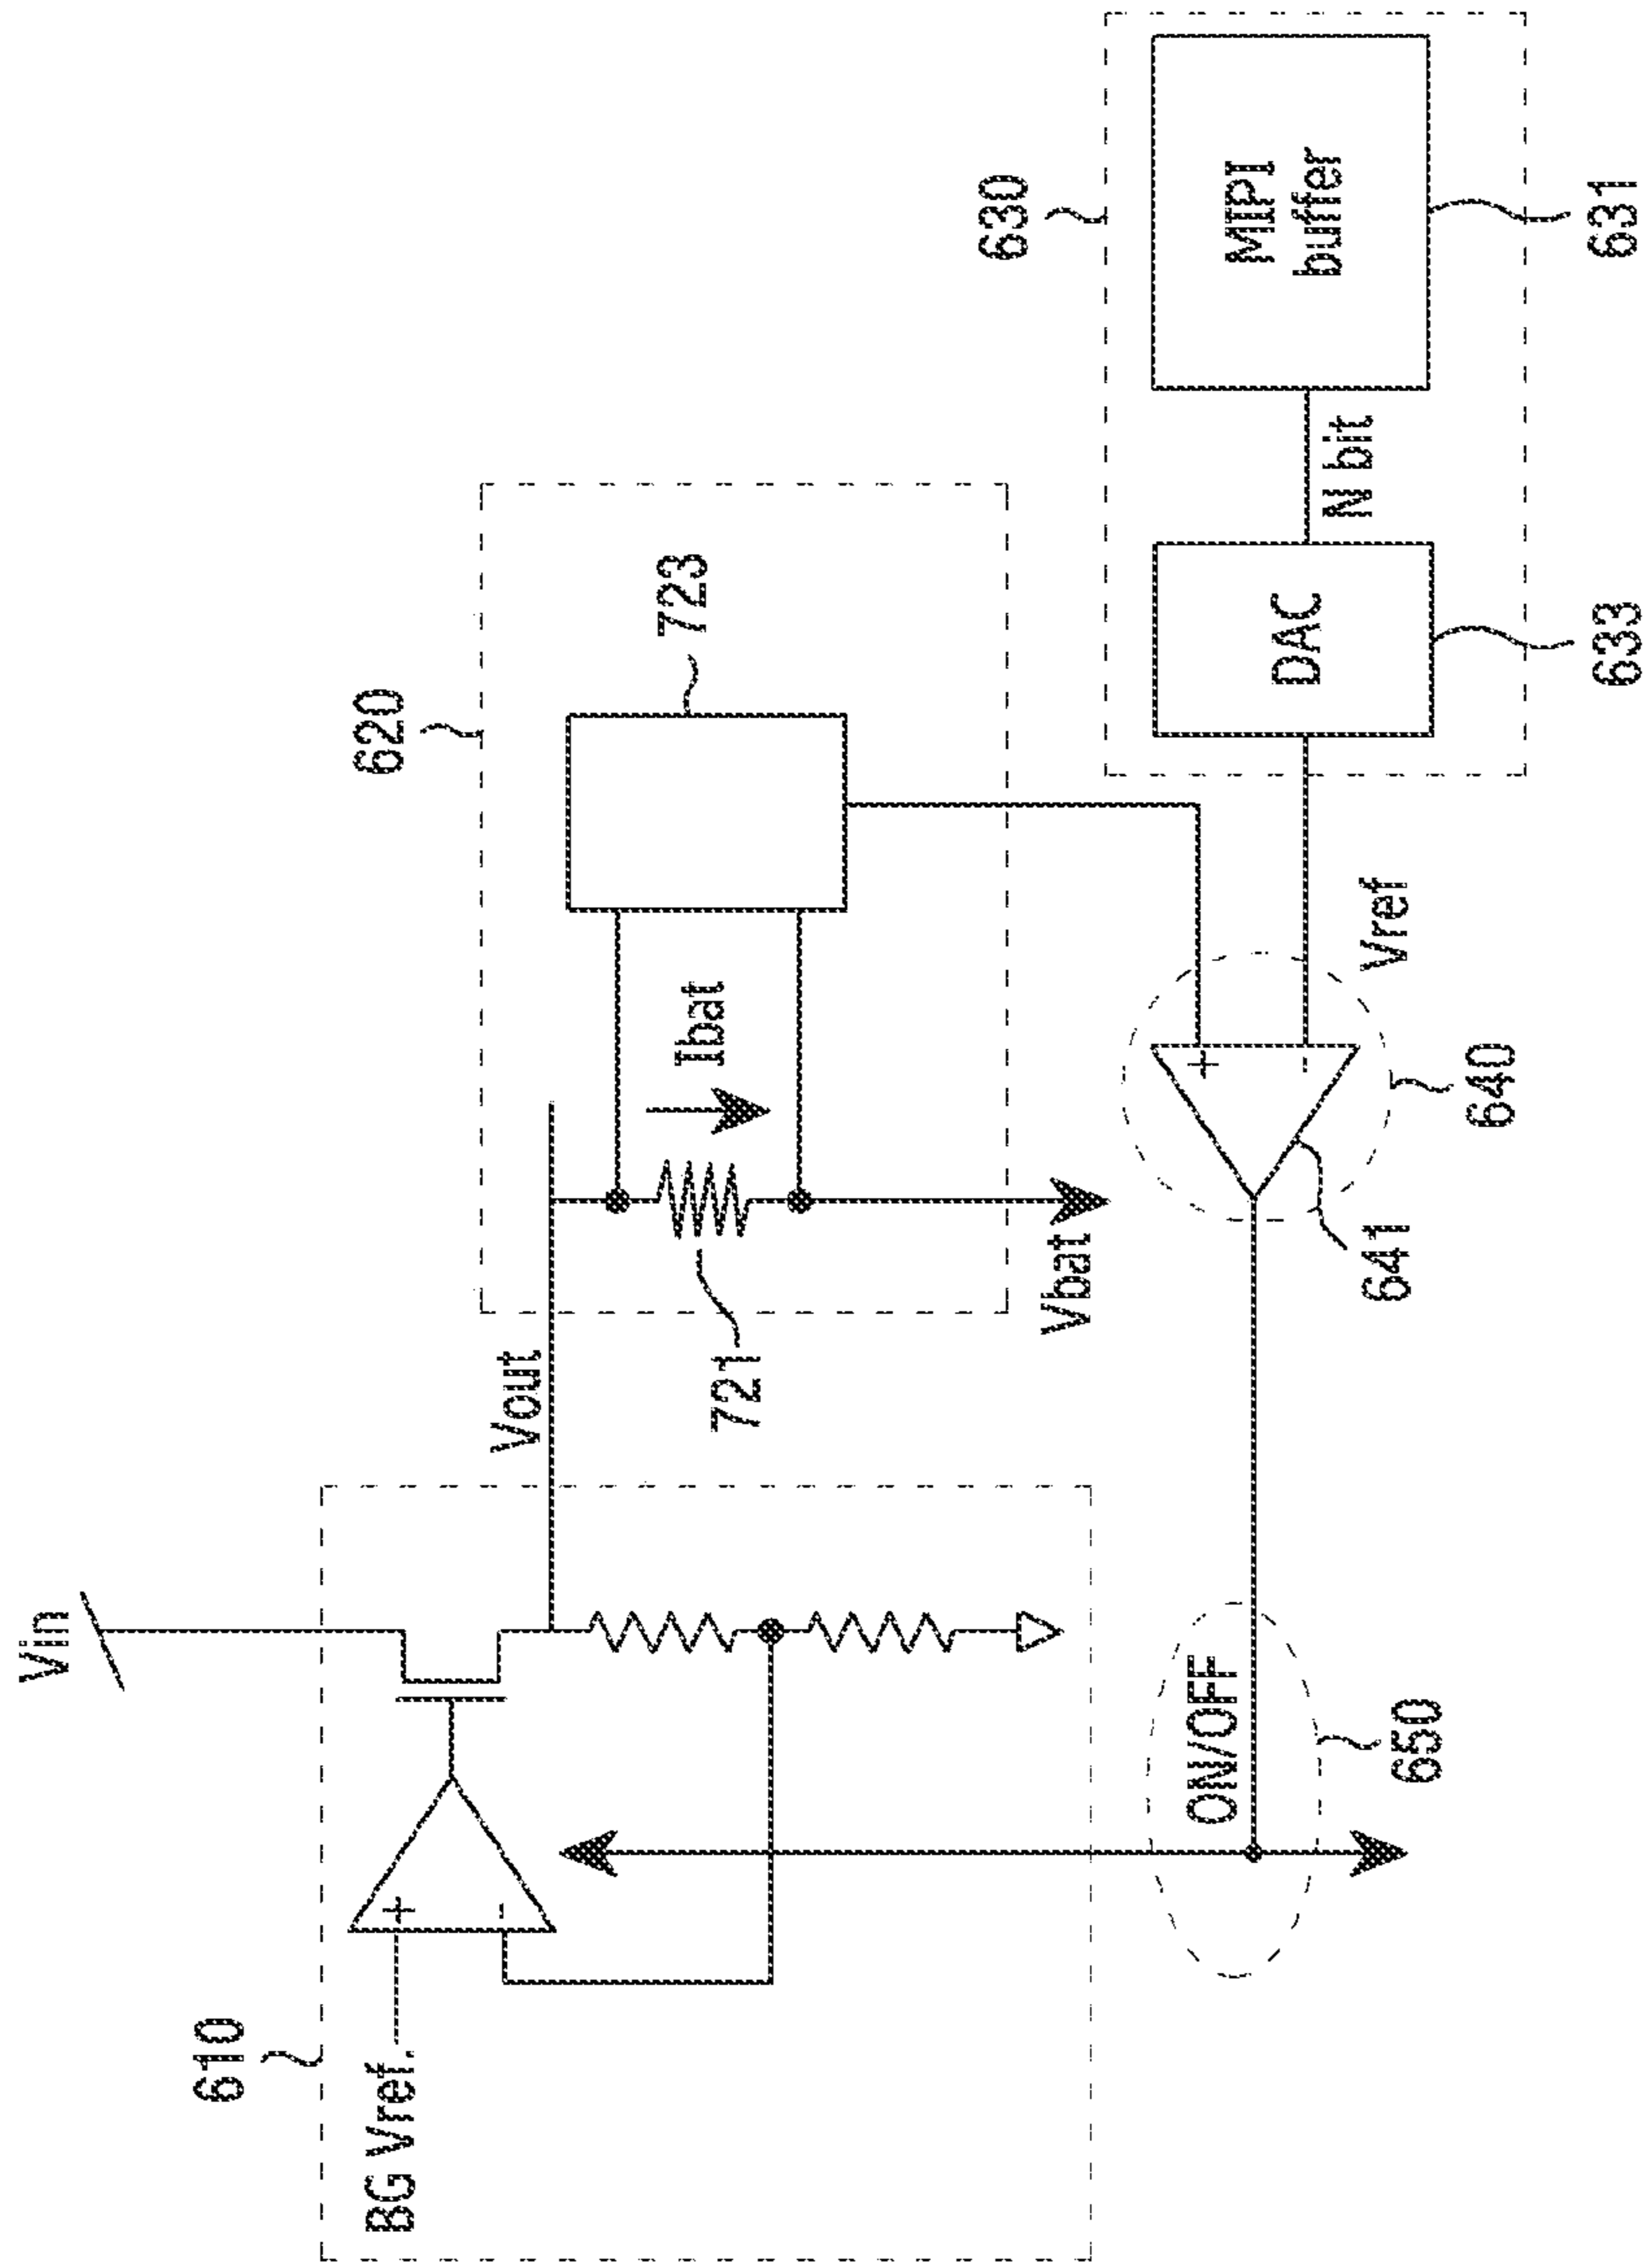 Vin
610
BG Vref.
Vout
620
723
Ibat
721
Vbat
630
MIPI
buffer
N bit
DAC
631
633
Vref
640
641
ON/OFF
650